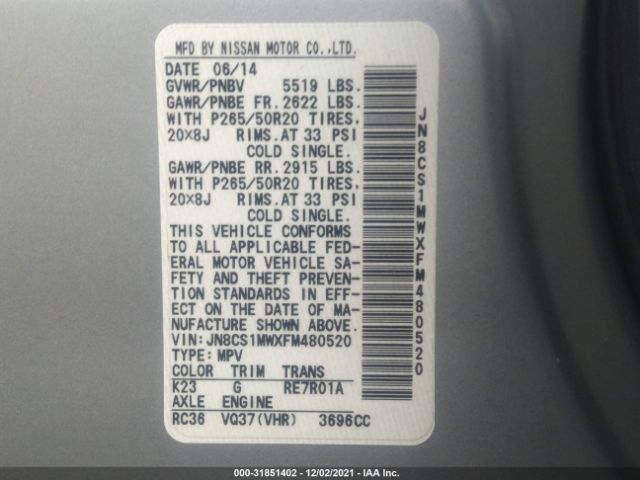 MFD BY NISSAN MOTOR CO.,LTD.
DATE 06/14
GVWR/PNBV 5519 LBS.
GAWR/PNBE FR. 2622 LBS.
WITH P265/50R20 TIRES,
20X8J RIMS.AT 33 PSI
COLD SINGLE.
GAWR/PNBE RR. 2915 LBS.
WITH P265/50R20 TIRES,
20X8J RIMS.AT 33 PSI
COLD SINGLE.
THIS VEHICLE CONFORMS
TO ALL APPLICABLE FED-
ERAL MOTOR VEHICLE SA-
FETY AND THEFT PREVEN-
TION STANDARDS IN EFF-
ECT ON THE DATE OF MA-
NUFACTURE SHOWN ABOVE.
VIN:JN8CS1MWXFM480520
TYPE:MPV
COLOR TRIM TRANS
K23 G RE7R01A
AXLE ENGINE
RC36 VQ37(VHR) 3696CC
JN8CS1MWXFM480520
000-31851402 - 12/02/2021 - IAA Inc.